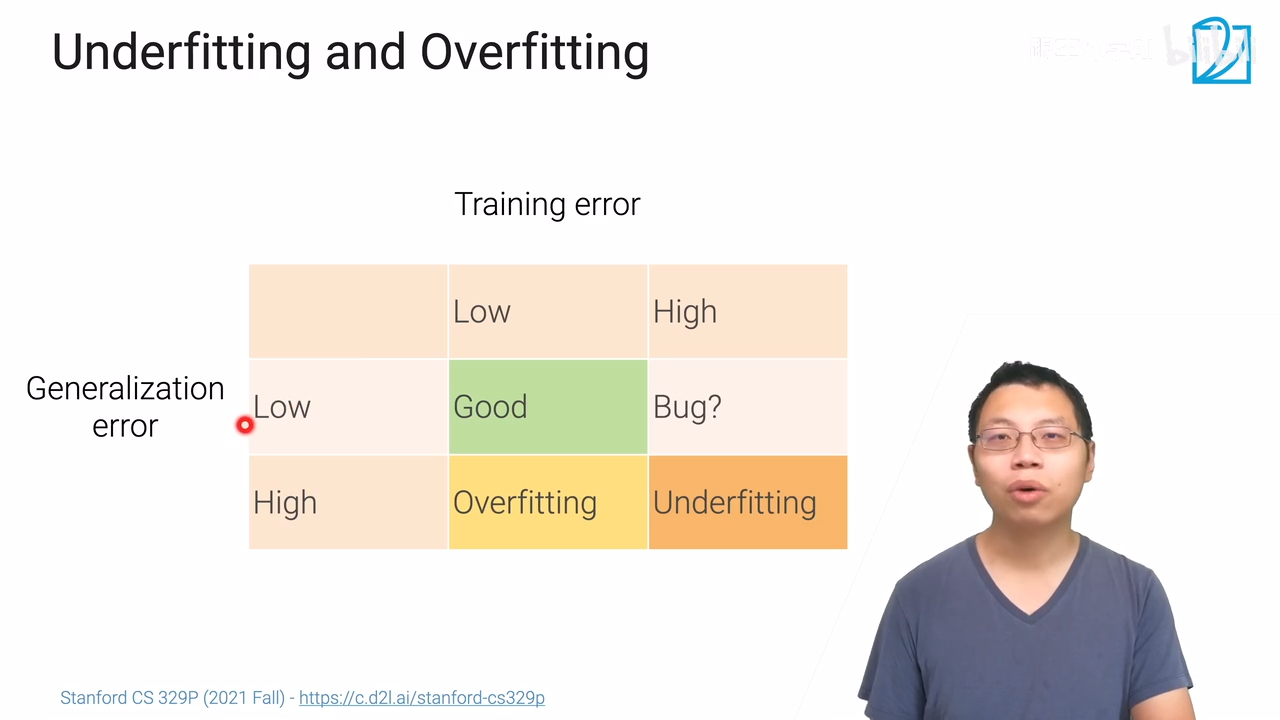 Underfitting and Overfitting
bilibili
Training error
Low High
Generalization
error
Low Good Bug?
High Overfitting Underfitting
Stanford CS 329P (2021 Fall) - https://c.d2l.ai/stanford-cs329p